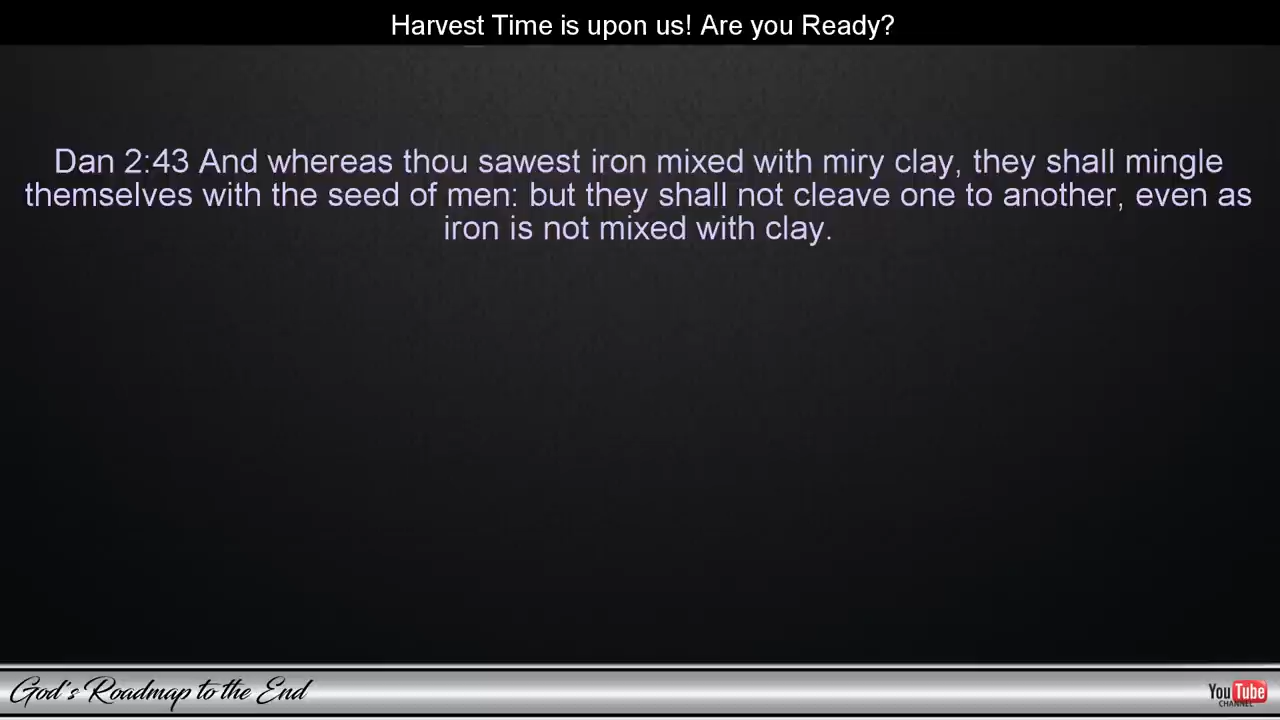 Harvest Time is upon us! Are you Ready?
Dan 2:43 And whereas thou sawest iron mixed with miry clay, they shall mingle
themselves with the seed of men: but they shall not cleave one to another, even as
iron is not mixed with clay.
God's Roadmap to the End
YouTube
CHANNEL